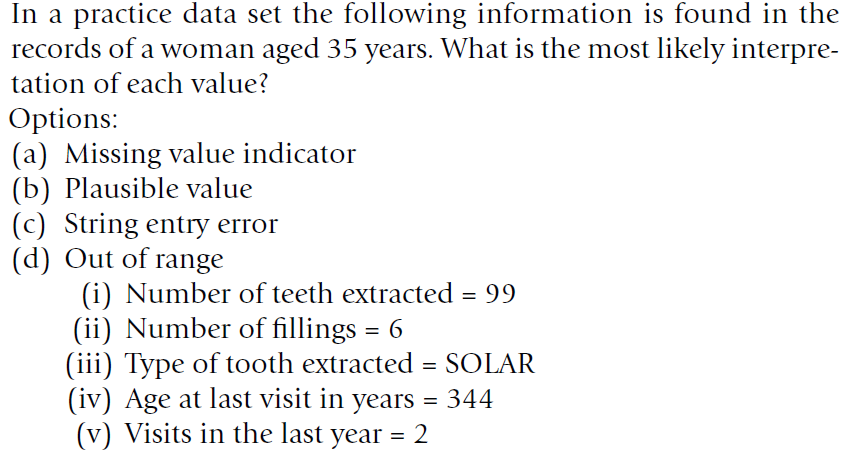 In a practice data set the following information is found in the
records of a woman aged 35 years. What is the most likely interpre-
tation of each value?
Options:
(a) Missing value indicator
(b) Plausible value
(c) String entry error
(d) Out of range
(i) Number of teeth extracted = 99
(ii) Number of fillings = 6
(iii) Type of tooth extracted = SOLAR
(iv) Age at last visit in years = 344
(v) Visits in the last year = 2